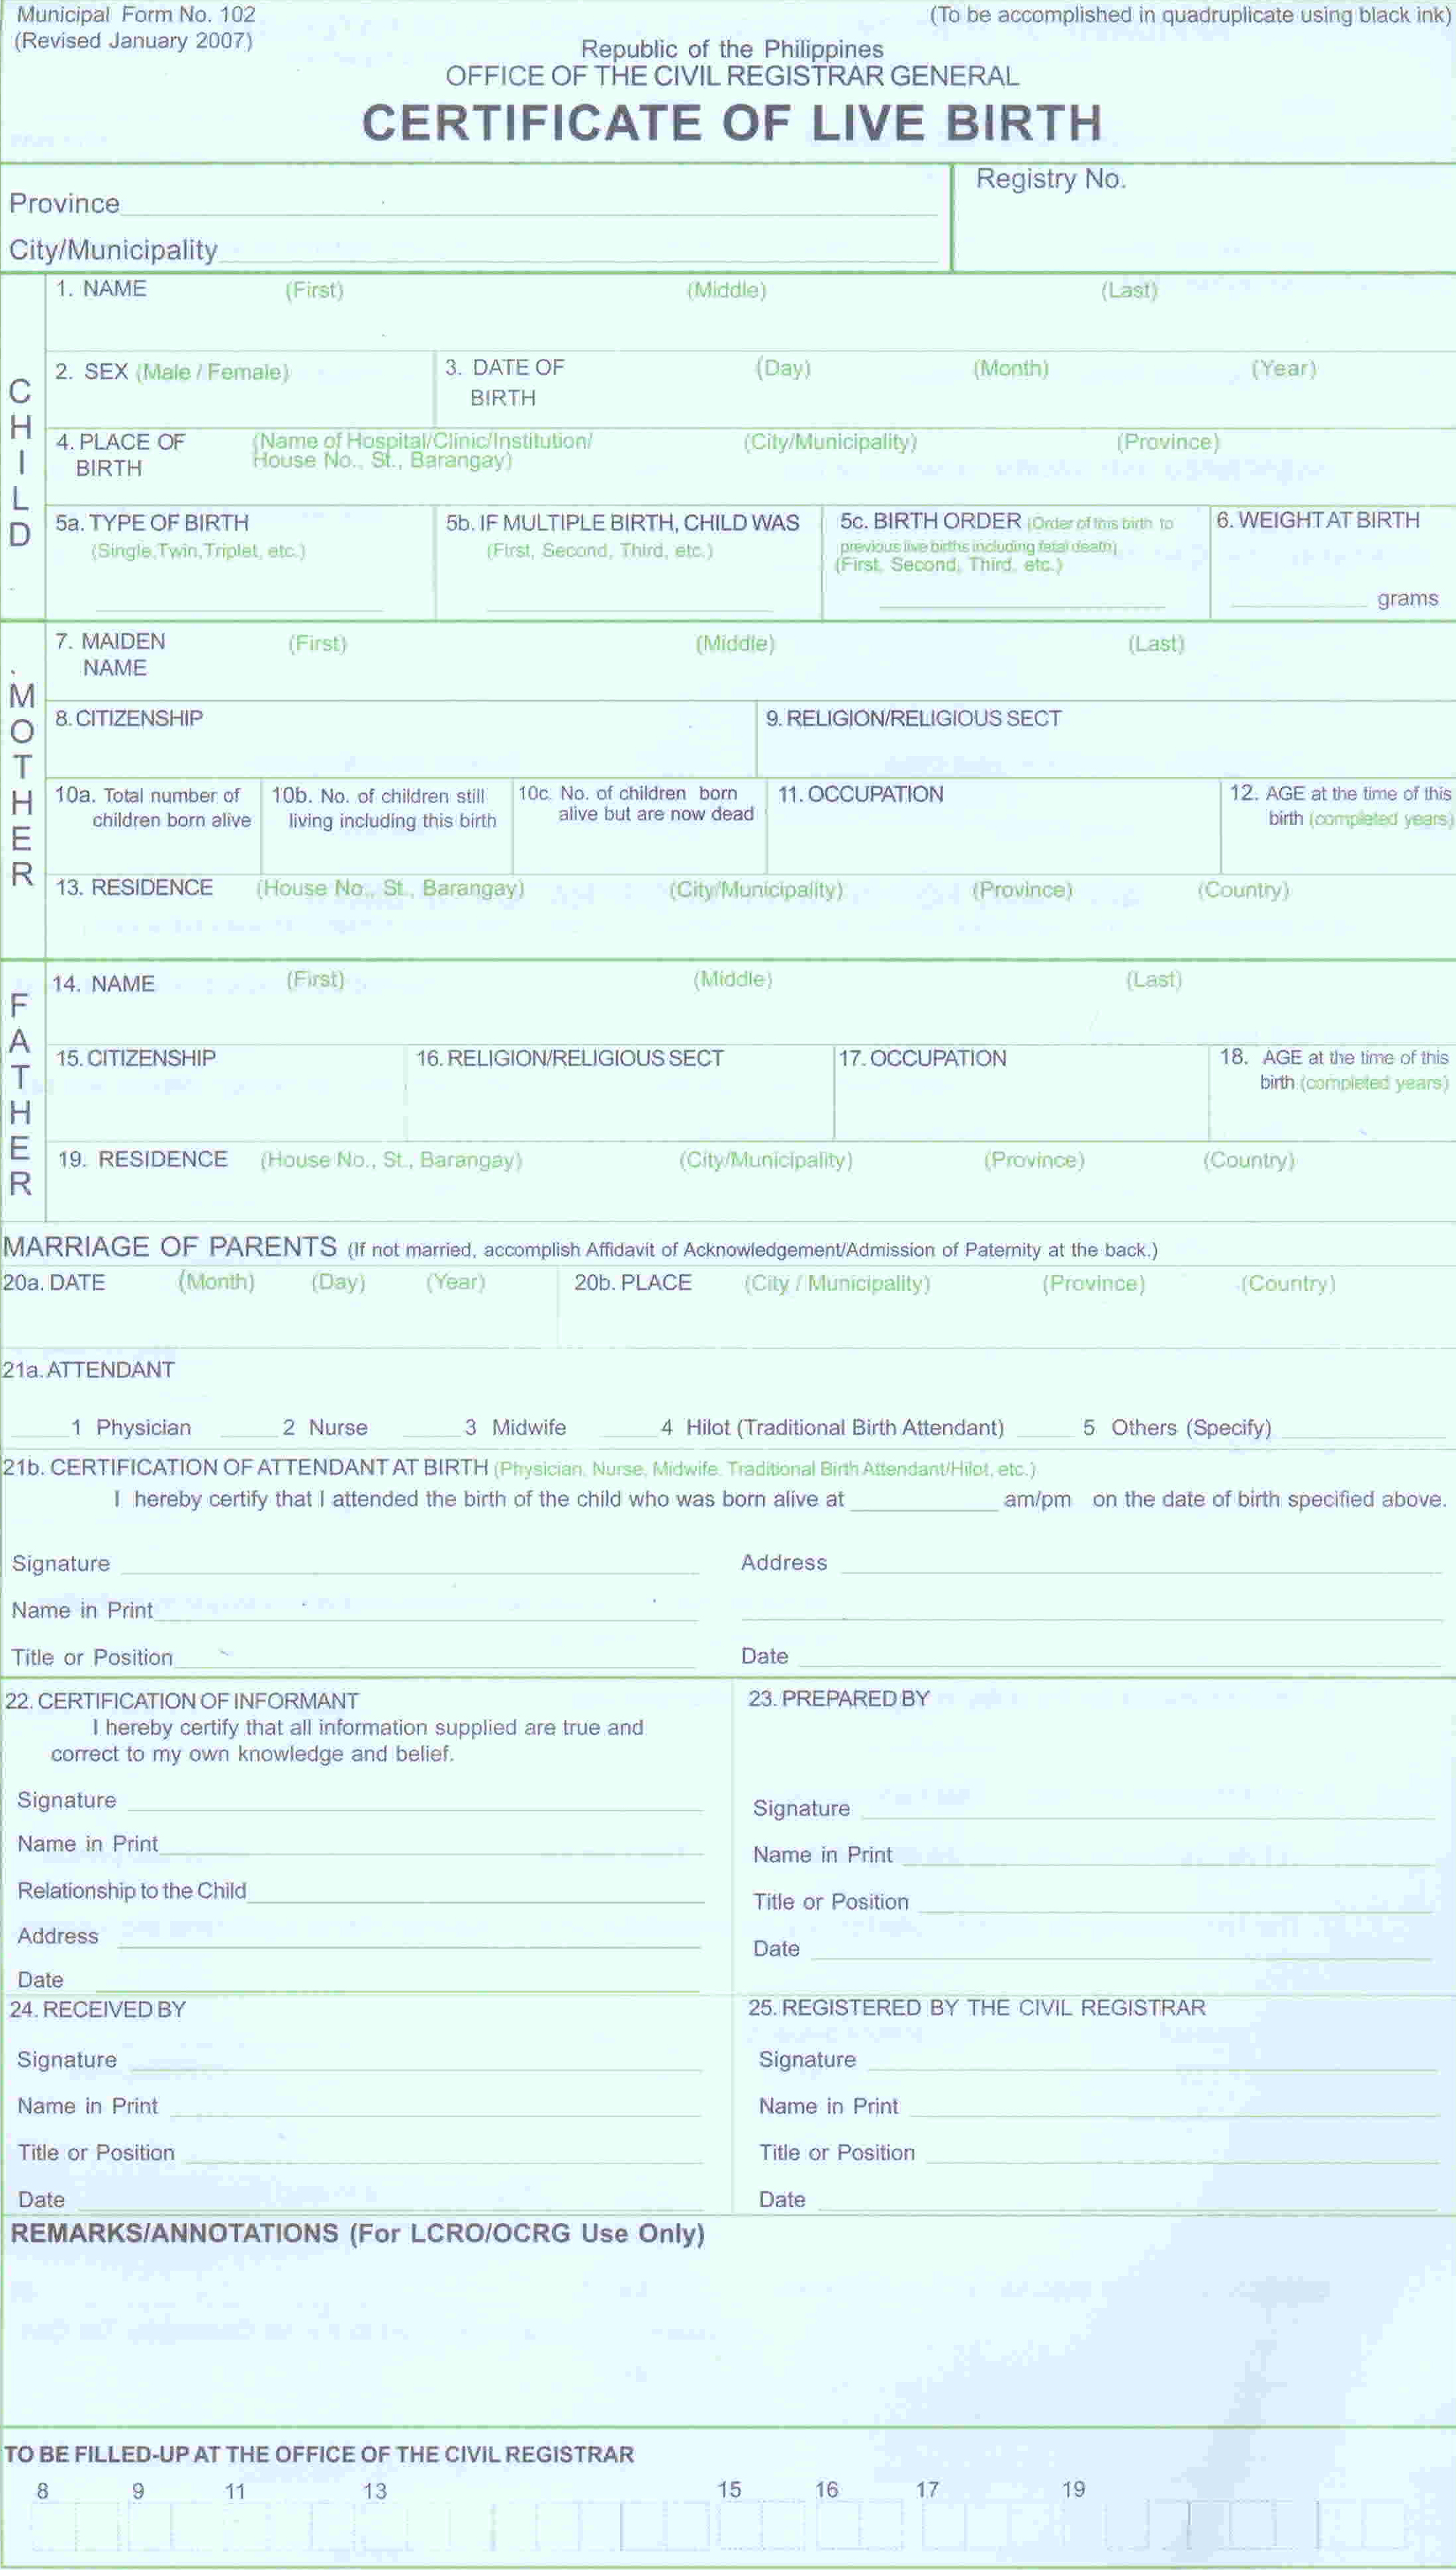 Municipal Form No. 102
(To be accomplished in quadruplicate using black ink)
(Revised January 2007)
Republic of the Philippines
OFFICE OF THE CIVIL REGISTRAR GENERAL
CERTIFICATE OF LIVE BIRTH
Province
Registry No.
City/Municipality
CHILD
1. NAME (First) (Middle) (Last)
2. SEX (Male / Female) 3. DATE OF (Day) (Month) (Year)
BIRTH
4. PLACE OF (Name of Hospital/Clinic/Institution/ (City/Municipality) (Province)
BIRTH House No., St., Barangay)
5a. TYPE OF BIRTH 5b. IF MULTIPLE BIRTH, CHILD WAS 5c. BIRTH ORDER (Order of this birth to 6. WEIGHT AT BIRTH
(Single, Twin, Triplet, etc.) (First, Second, Third, etc.) previous live births including fetal death)
(First, Second, Third, etc.)
grams
MOTHER
7. MAIDEN (First) (Middle) (Last)
NAME
8. CITIZENSHIP 9. RELIGION/RELIGIOUS SECT
10a. Total number of 10b. No. of children still 10c. No. of children born 11. OCCUPATION 12. AGE at the time of this
children born alive living including this birth alive but are now dead birth (completed years)
13. RESIDENCE (House No., St., Barangay) (City/Municipality) (Province) (Country)
FATHER
14. NAME (First) (Middle) (Last)
15. CITIZENSHIP 16. RELIGION/RELIGIOUS SECT 17. OCCUPATION 18. AGE at the time of this
birth (completed years)
19. RESIDENCE (House No., St., Barangay) (City/Municipality) (Province) (Country)
MARRIAGE OF PARENTS (If not married, accomplish Affidavit of Acknowledgement/Admission of Paternity at the back.)
20a. DATE (Month) (Day) (Year) 20b. PLACE (City / Municipality) (Province) (Country)
21a. ATTENDANT
1 Physician 2 Nurse 3 Midwife 4 Hilot (Traditional Birth Attendant) 5 Others (Specify)
21b. CERTIFICATION OF ATTENDANT AT BIRTH (Physician, Nurse, Midwife, Traditional Birth Attendant/Hilot, etc.)
I hereby certify that I attended the birth of the child who was born alive at am/pm on the date of birth specified above.
Signature Address
Name in Print
Title or Position Date
22. CERTIFICATION OF INFORMANT
I hereby certify that all information supplied are true and
correct to my own knowledge and belief.
Signature
Name in Print
Relationship to the Child
Address
Date
23. PREPARED BY
Signature
Name in Print
Title or Position
Date
24. RECEIVED BY
Signature
Name in Print
Title or Position
Date
25. REGISTERED BY THE CIVIL REGISTRAR
Signature
Name in Print
Title or Position
Date
REMARKS/ANNOTATIONS (For LCRO/OCRG Use Only)
TO BE FILLED-UP AT THE OFFICE OF THE CIVIL REGISTRAR
8 9 11 13 15 16 17 19